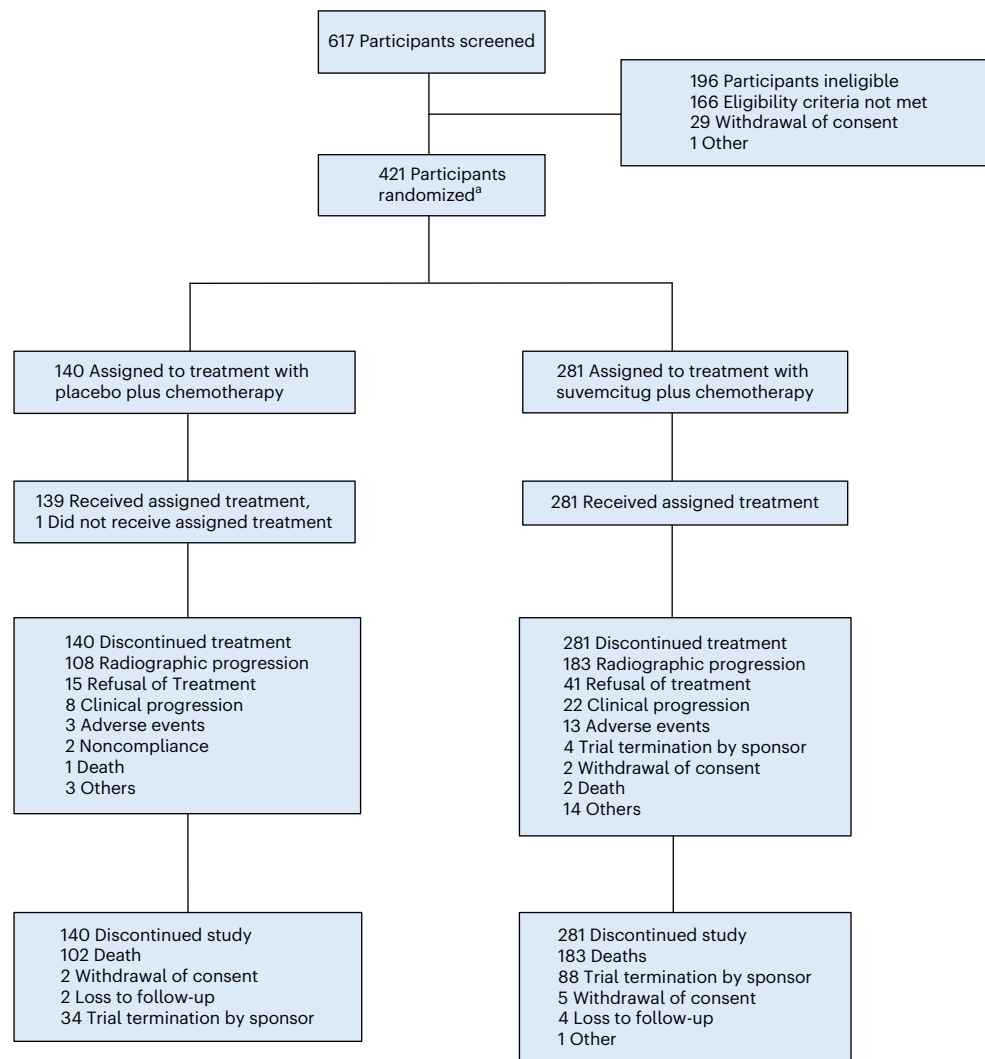 617 Participants screened
196 Participants ineligible
166 Eligibility criteria not met
29 Withdrawal of consent
1 Other
421 Participants
randomizedᵃ
140 Assigned to treatment with
placebo plus chemotherapy
281 Assigned to treatment with
suvemcitug plus chemotherapy
139 Received assigned treatment,
1 Did not receive assigned treatment
281 Received assigned treatment
140 Discontinued treatment
108 Radiographic progression
15 Refusal of Treatment
8 Clinical progression
3 Adverse events
2 Noncompliance
1 Death
3 Others
281 Discontinued treatment
183 Radiographic progression
41 Refusal of treatment
22 Clinical progression
13 Adverse events
4 Trial termination by sponsor
2 Withdrawal of consent
2 Death
14 Others
140 Discontinued study
102 Death
2 Withdrawal of consent
2 Loss to follow-up
34 Trial termination by sponsor
281 Discontinued study
183 Deaths
88 Trial termination by sponsor
5 Withdrawal of consent
4 Loss to follow-up
1 Other